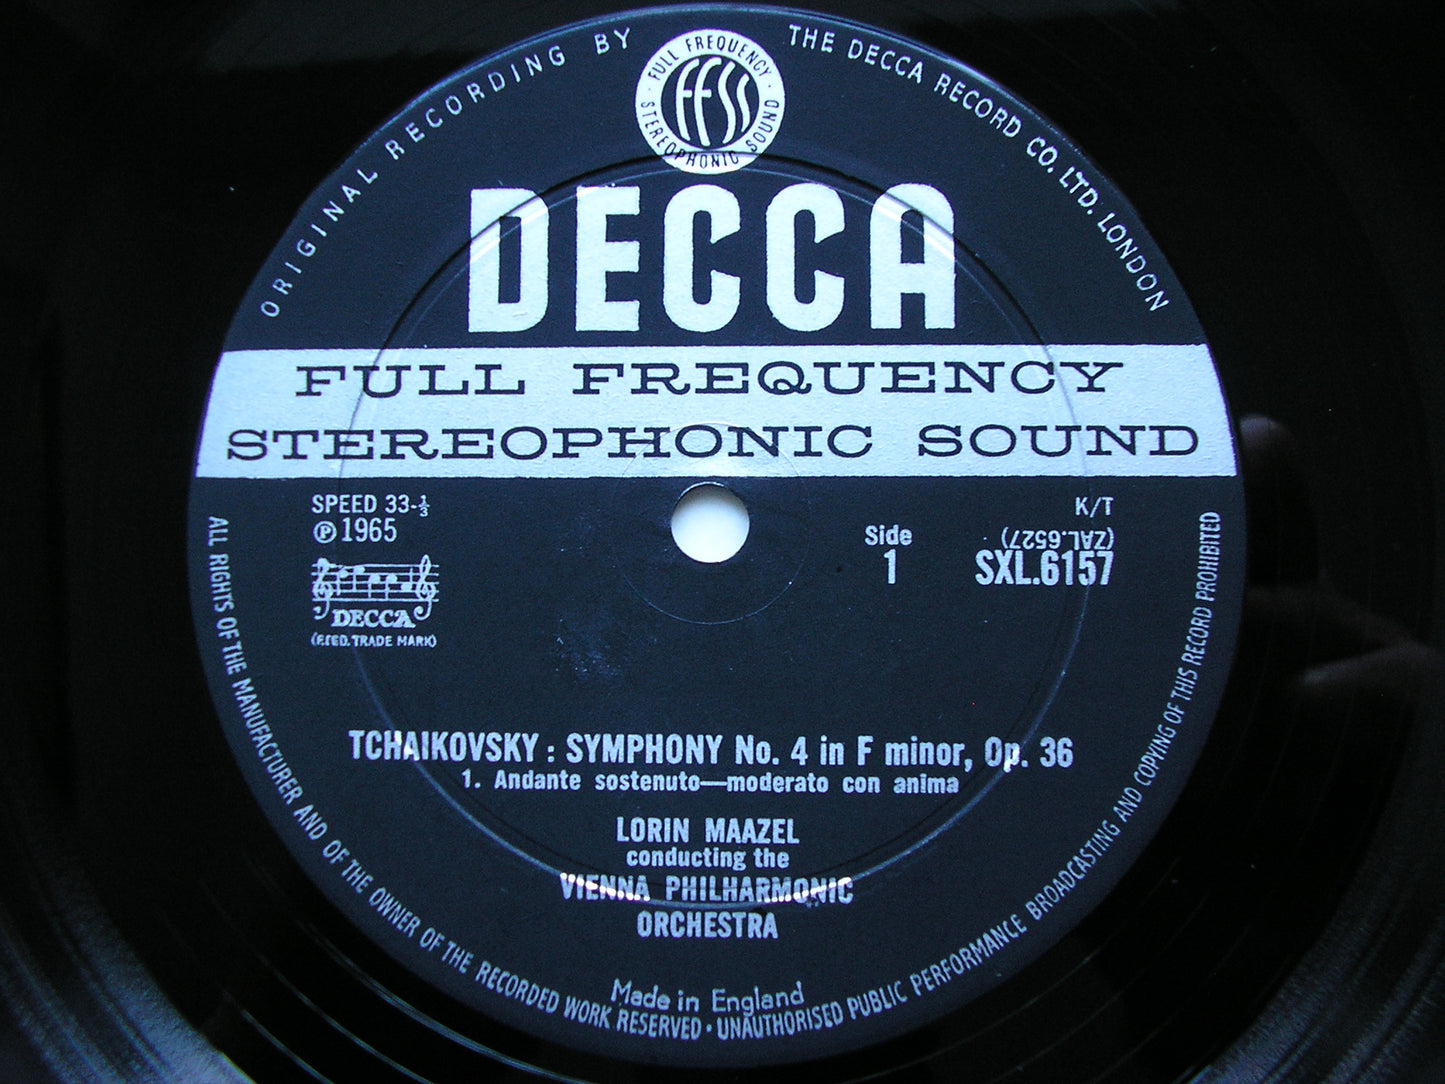 ORIGINAL RECORDING BY THE DECCA RECORD CO. LTD. LONDON
FULL FREQUENCY STEREOPHONIC SOUND
FFSS
DECCA
FULL FREQUENCY
STEREOPHONIC SOUND
SPEED 33-⅓
℗ 1965
K/T
(ZAL.6527)
Side
1
SXL.6157
DECCA
(REGD. TRADE MARK)
TCHAIKOVSKY : SYMPHONY No. 4 in F minor, Op. 36
1. Andante sostenuto—moderato con anima
LORIN MAAZEL
conducting the
VIENNA PHILHARMONIC
ORCHESTRA
Made in England
ALL RIGHTS OF THE MANUFACTURER AND OF THE OWNER OF THE RECORDED WORK RESERVED · UNAUTHORISED PUBLIC PERFORMANCE BROADCASTING AND COPYING OF THIS RECORD PROHIBITED